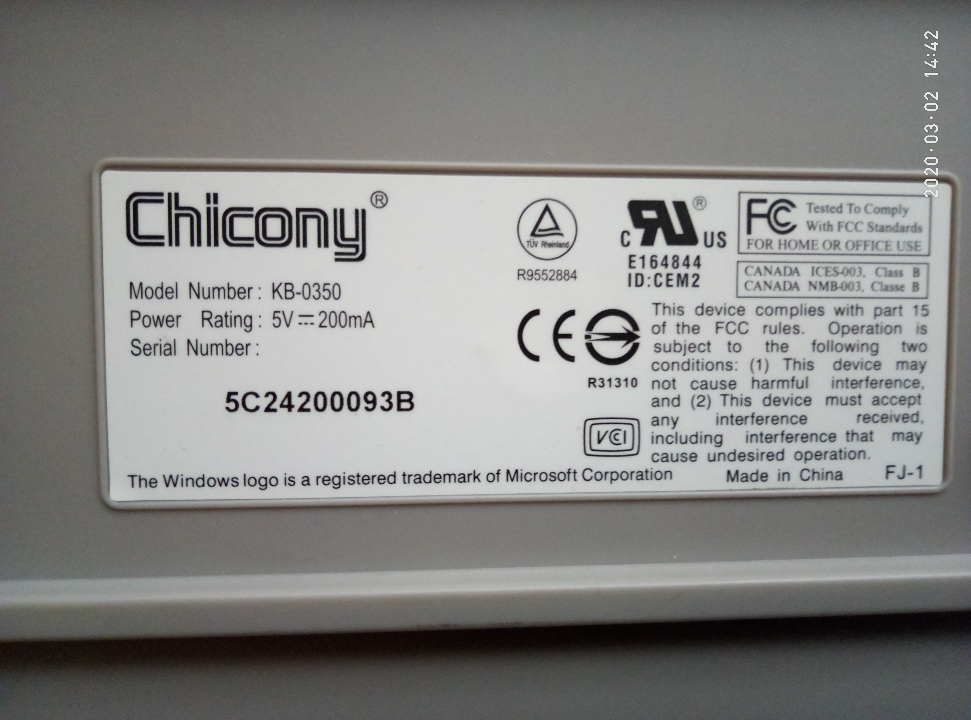 2020·03·02 14:42
Chicony®
Model Number: KB-0350
Power Rating: 5V⎓200mA
Serial Number:
5C24200093B
TÜV Rheinland
R9552884
C RU® US
E164844
ID:CEM2
FC Tested To Comply
With FCC Standards
FOR HOME OR OFFICE USE
CANADA ICES-003, Class B
CANADA NMB-003, Classe B
CE
R31310
VCI
This device complies with part 15
of the FCC rules. Operation is
subject to the following two
conditions: (1) This device may
not cause harmful interference,
and (2) This device must accept
any interference received,
including interference that may
cause undesired operation.
The Windows logo is a registered trademark of Microsoft Corporation
Made in China FJ-1